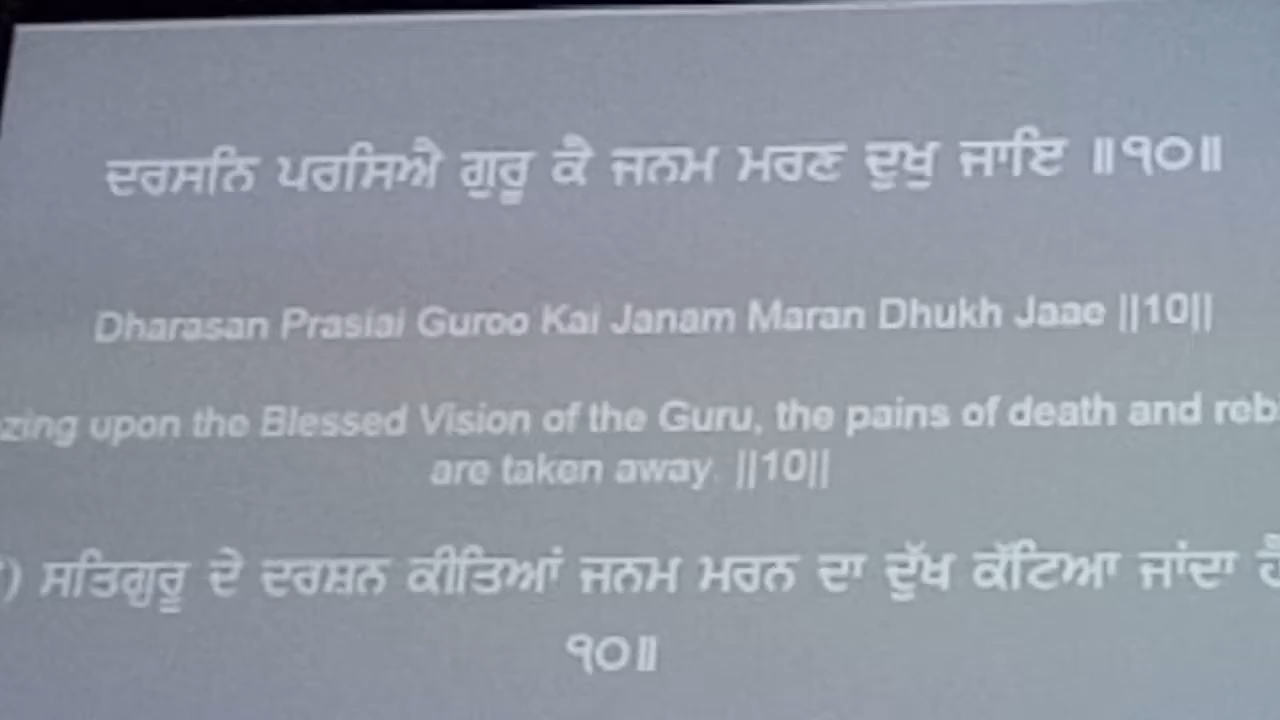 ਦਰਸਨਿ ਪਰਸਿਐ ਗੁਰੂ ਕੈ ਜਨਮ ਮਰਣ ਦੁਖੁ ਜਾਇ ॥੧੦॥
Dharasan Prasiai Guroo Kai Janam Maran Dhukh Jaae ||10||
upon the Blessed Vision of the Guru, the pains of death and
are taken away. ||10||
ਸਤਿਗੁਰੂ ਦੇ ਦਰਸ਼ਨ ਕੀਤਿਆਂ ਜਨਮ ਮਰਨ ਦਾ ਦੁੱਖ ਕੱਟਿਆ ਜਾਂਦਾ
੧੦॥